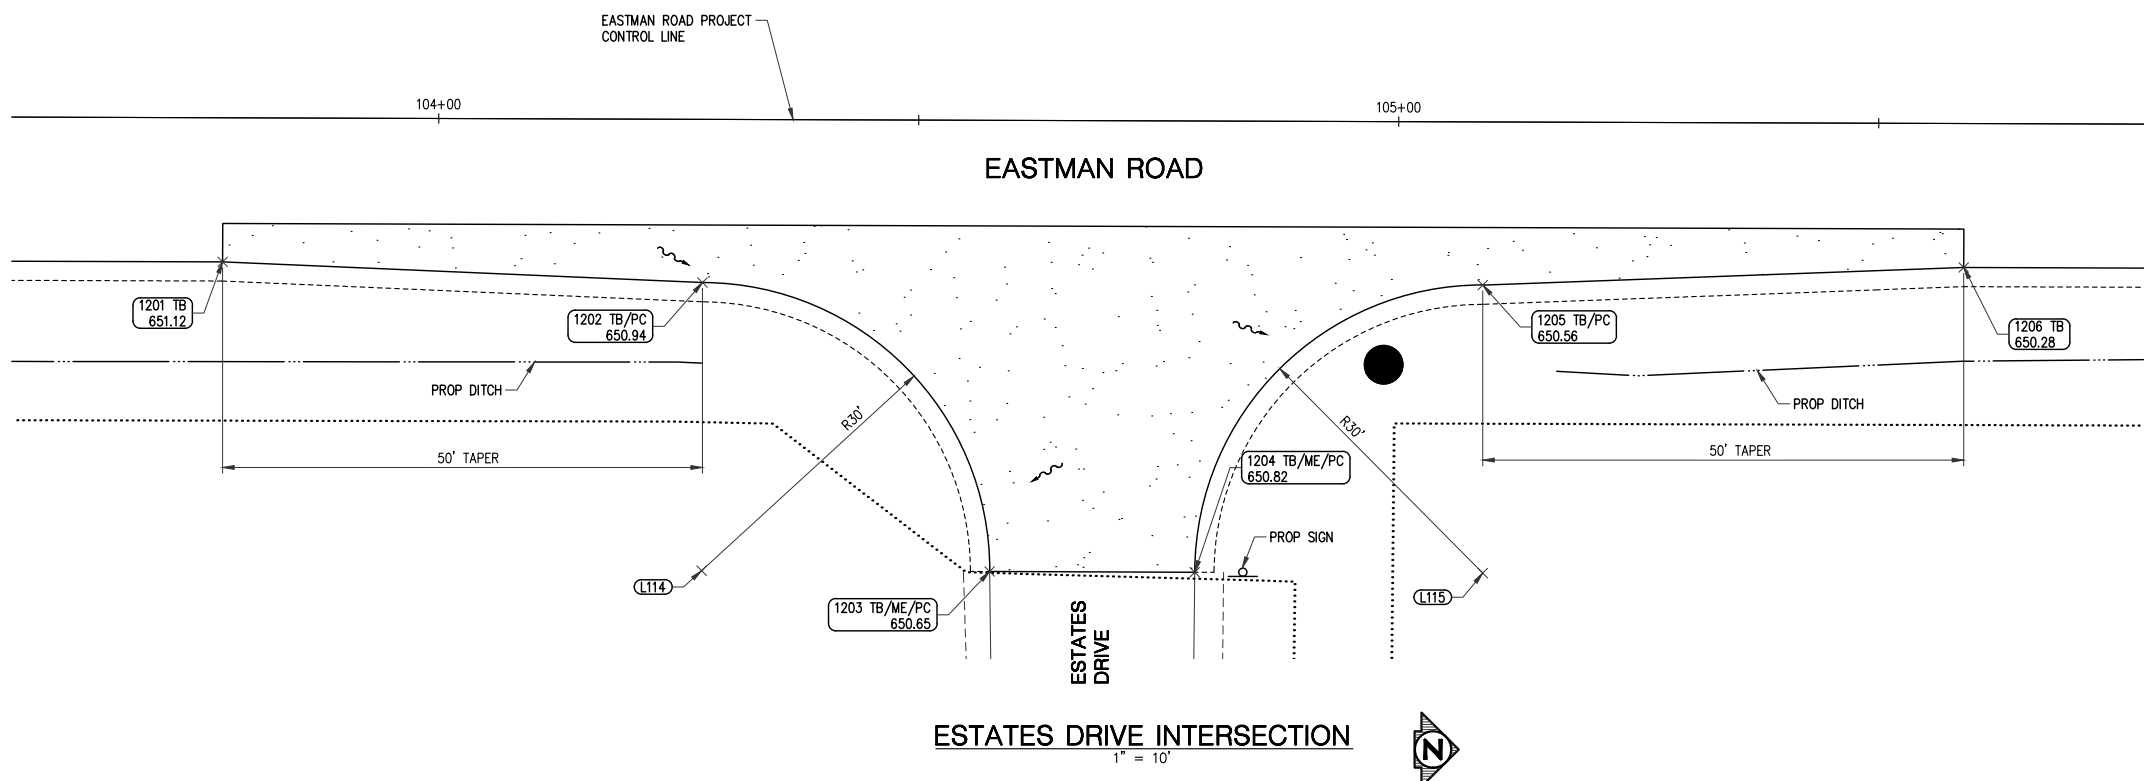 EASTMAN ROAD PROJECT
CONTROL LINE
104+00
105+00
EASTMAN ROAD
1201 TB
651.12
1202 TB/PC
650.94
1205 TB/PC
650.56
1206 TB
650.28
PROP DITCH
PROP DITCH
R30'
R30'
50' TAPER
50' TAPER
1204 TB/ME/PC
650.82
PROP SIGN
L114
L115
1203 TB/ME/PC
650.65
ESTATES
DRIVE
ESTATES DRIVE INTERSECTION
1" = 10'
N